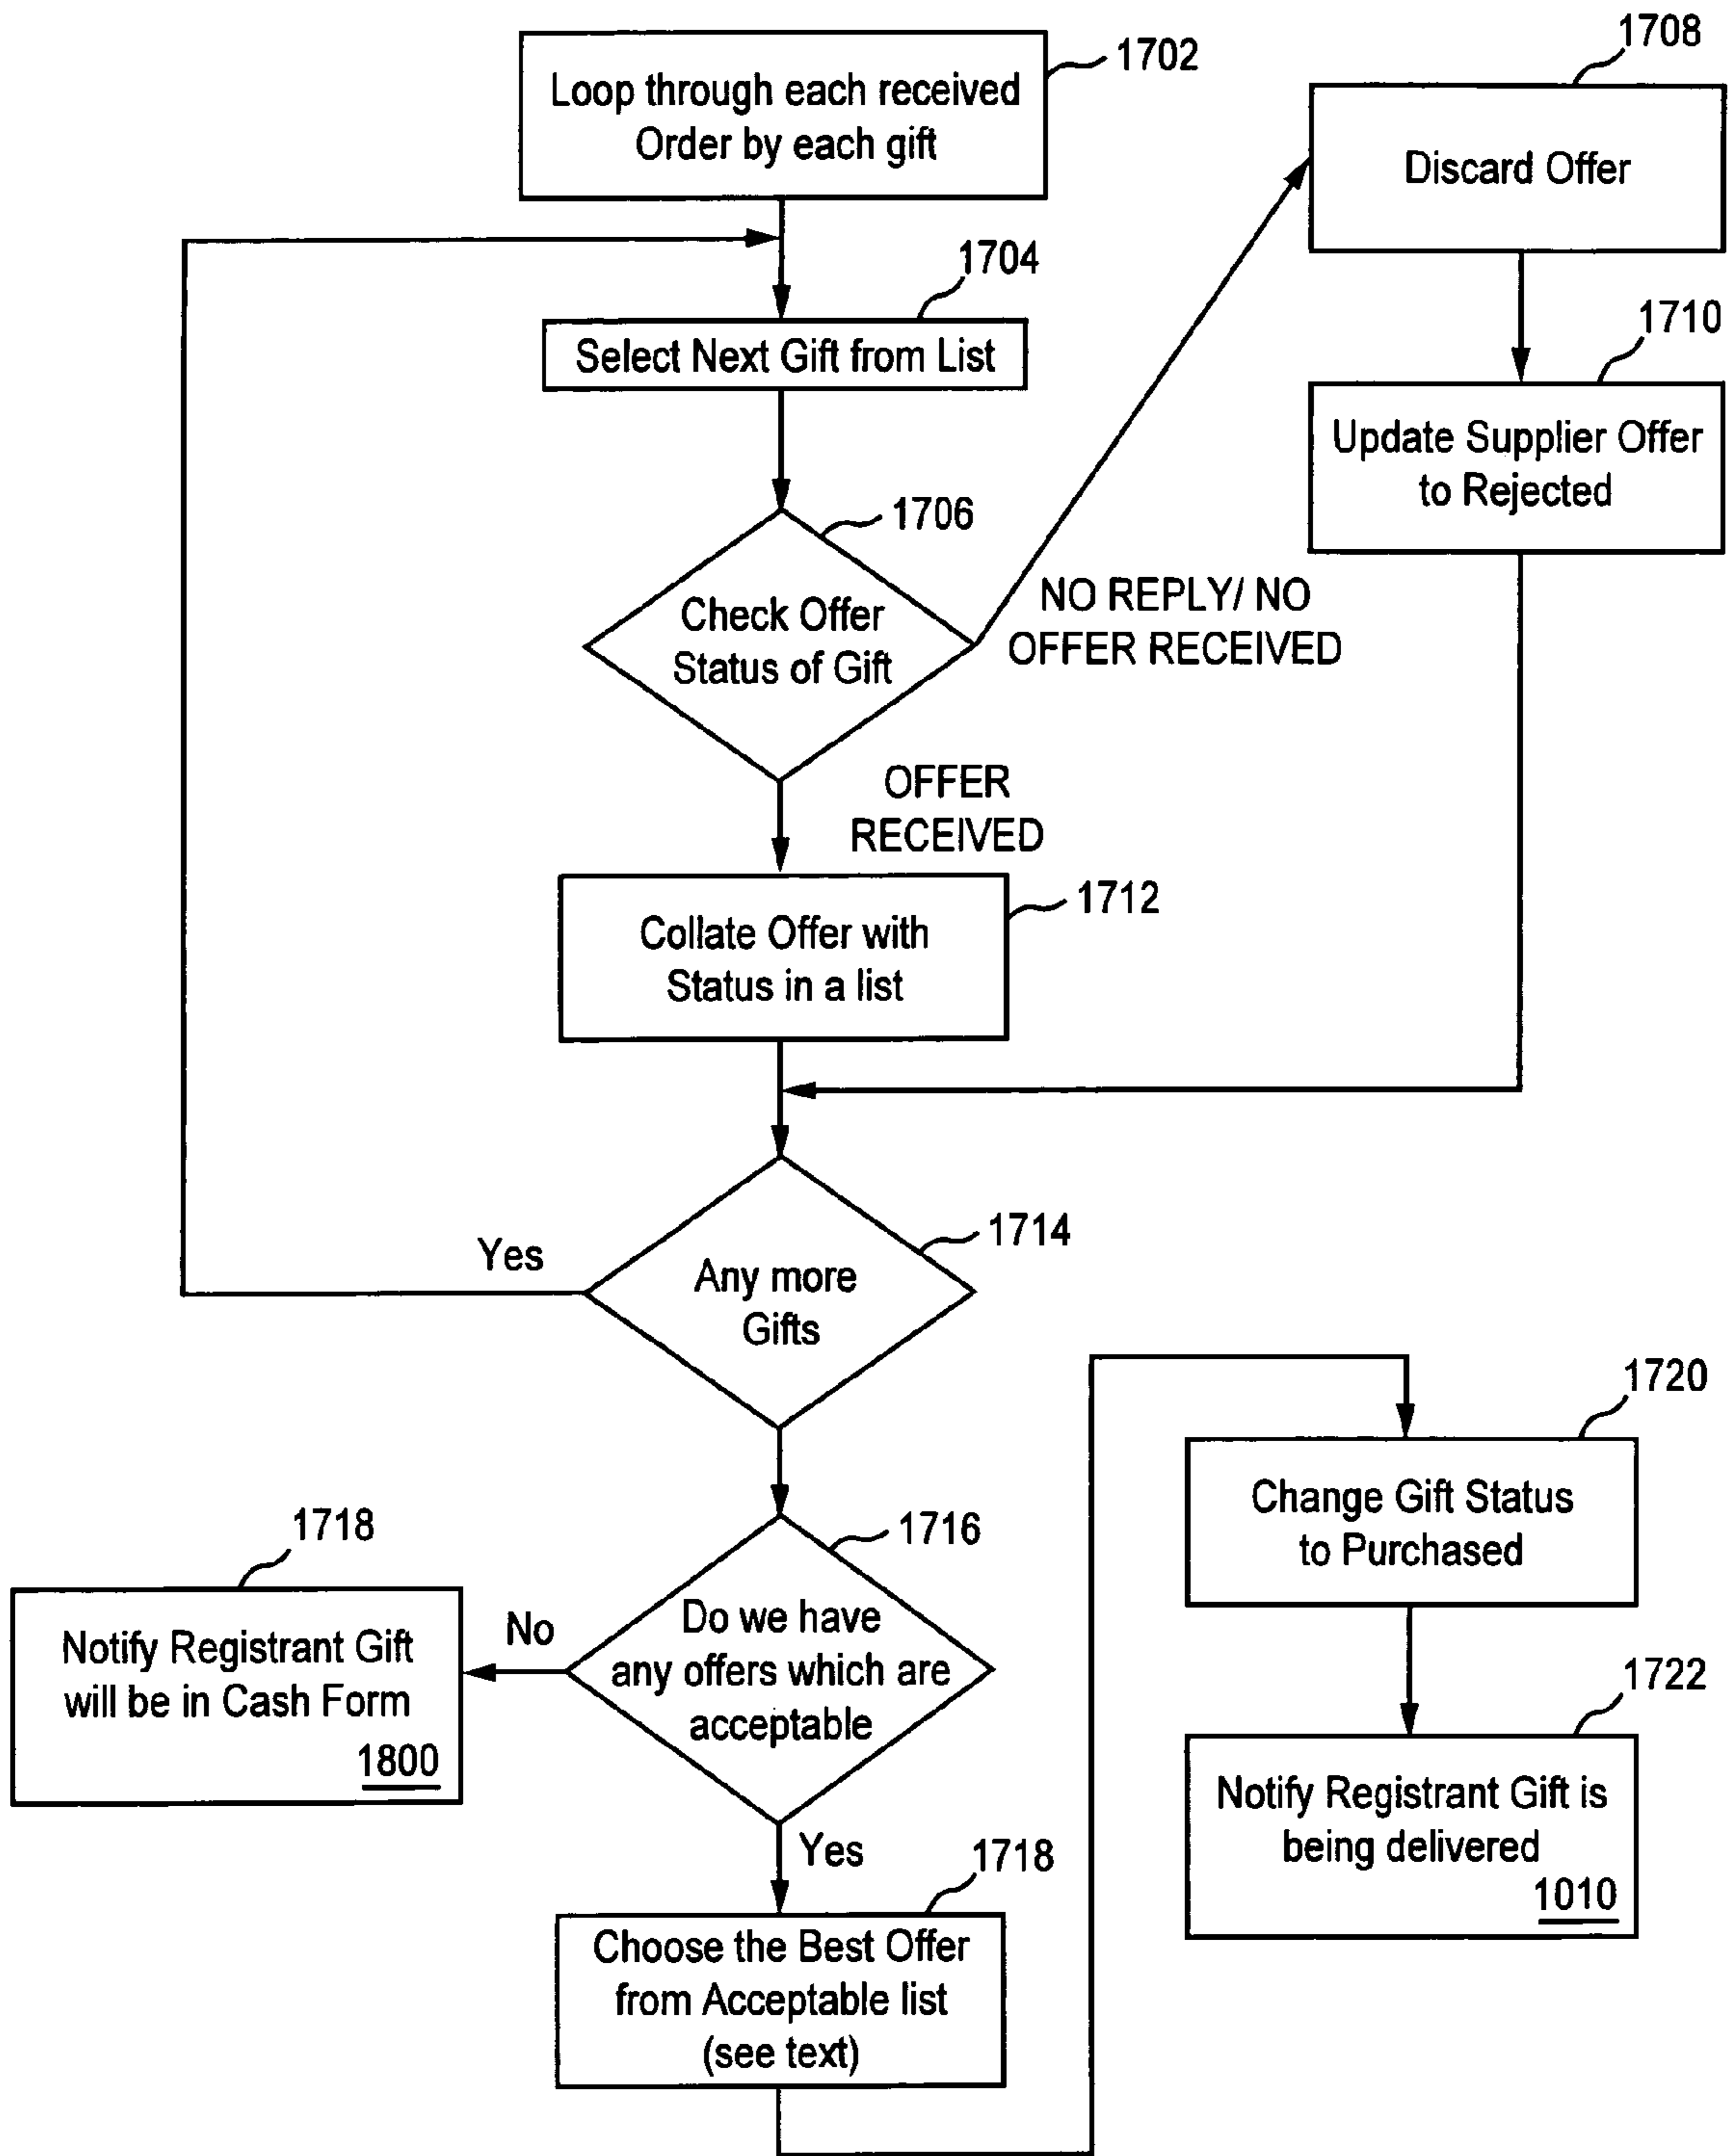 1702
Loop through each received
Order by each gift
1708
Discard Offer
1704
Select Next Gift from List
1710
Update Supplier Offer
to Rejected
1706
Check Offer
Status of Gift
NO REPLY/ NO
OFFER RECEIVED
OFFER
RECEIVED
1712
Collate Offer with
Status in a list
1714
Any more
Gifts
Yes
1716
Do we have
any offers which are
acceptable
No
1718
Notify Registrant Gift
will be in Cash Form
1800
Yes
1718
Choose the Best Offer
from Acceptable list
(see text)
1720
Change Gift Status
to Purchased
1722
Notify Registrant Gift is
being delivered
1010